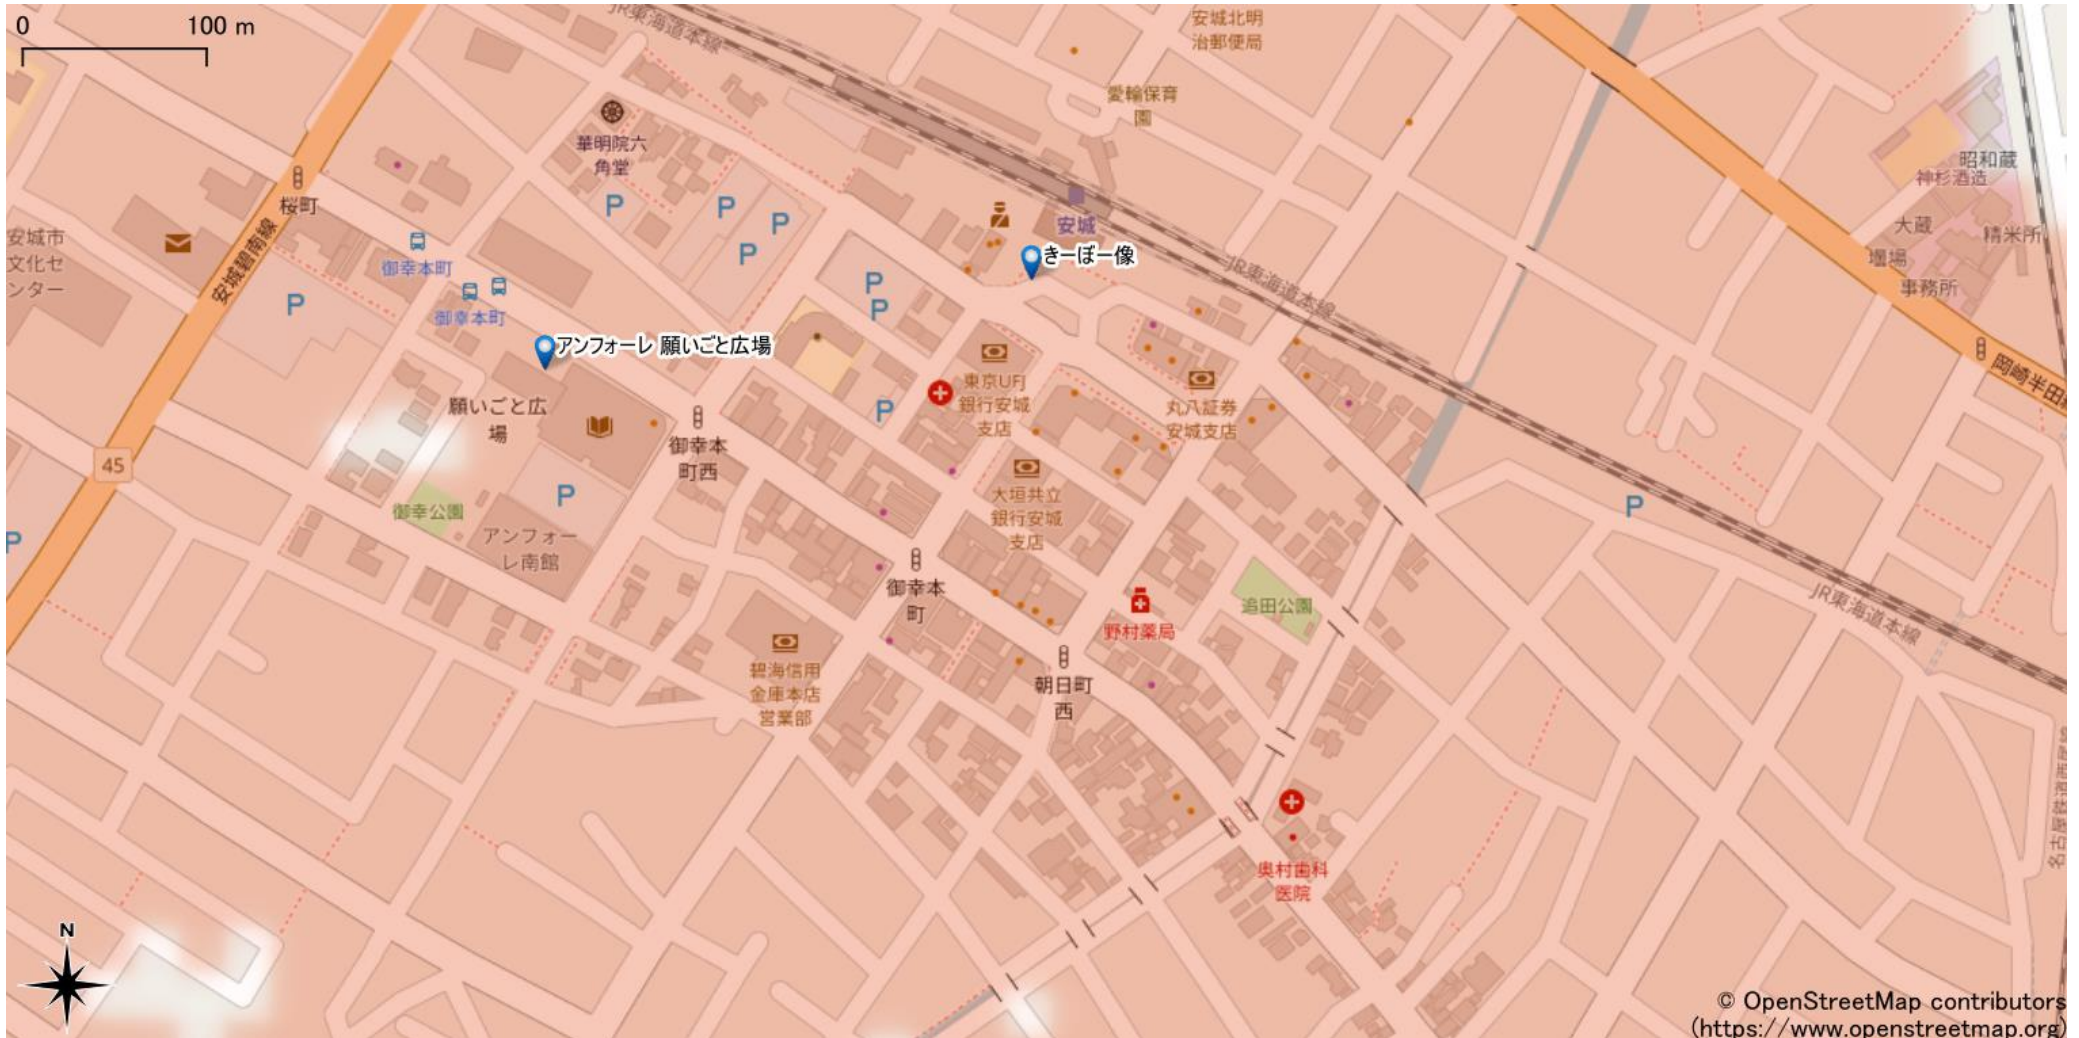 0 100 m
JR東海道本線
安城北明
治郵便局
愛輪保育
園
華明院六
角堂
P
P
P
P
桜町
安城碧南線
安城市
文化セ
ンター
P
御幸本町
御幸本町
安城
きーぼー像
P
P
JR東海道本線
昭和蔵
神杉酒造
大蔵
精米所
堰場
事務所
アンフォーレ 願いごと広場
願いごと広
場
東京UFJ
銀行安城
支店
丸八証券
安城支店
岡崎半田
P
御幸本
町西
45
P
大垣共立
銀行安城
支店
P
御幸公園
アンフォー
レ南館
P
御幸本
町
追田公園
野村薬局
JR東海道本線
碧海信用
金庫本店
営業部
朝日町
西
奥村歯科
医院
N
© OpenStreetMap contributors
(https://www.openstreetmap.org)